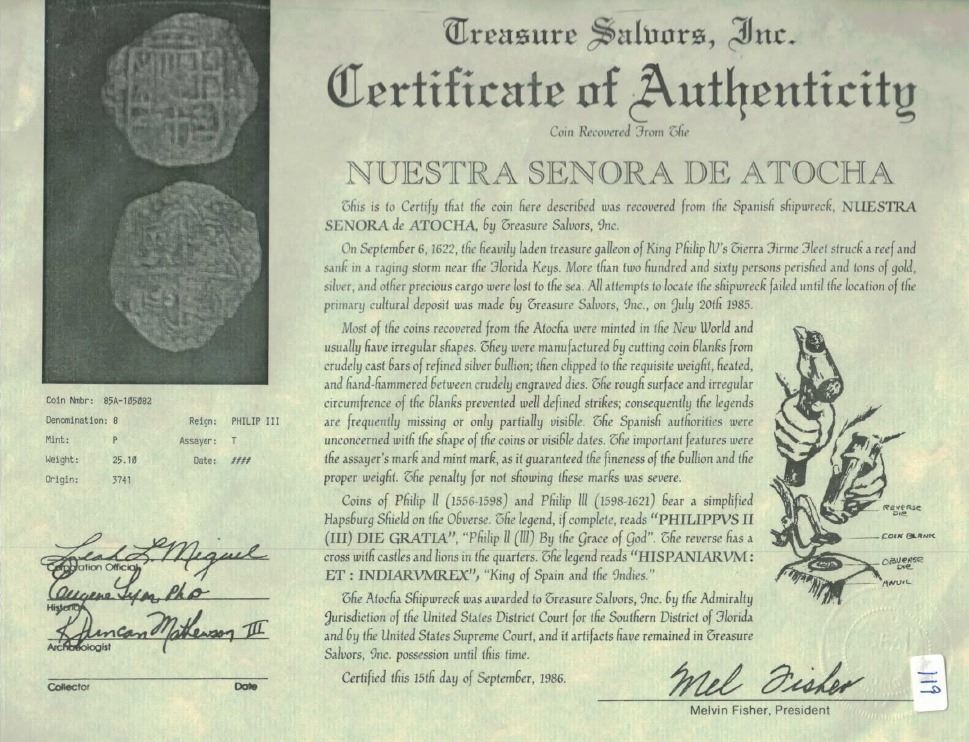 Treasure Salvors, Inc.
Certificate of Authenticity
Coin Recovered From The
NUESTRA SENORA DE ATOCHA
This is to Certify that the coin here described was recovered from the Spanish shipwreck, NUESTRA
SENORA de ATOCHA, by Treasure Salvors, Inc.
On September 6, 1622, the heavily laden treasure galleon of King Philip IV's Tierra Firme Fleet struck a reef and
sank in a raging storm near the Florida Keys. More than two hundred and sixty persons perished and tons of gold,
silver, and other precious cargo were lost to the sea. All attempts to locate the shipwreck failed until the location of the
primary cultural deposit was made by Treasure Salvors, Inc., on July 20th 1985.
Most of the coins recovered from the Atocha were minted in the New World and
usually have irregular shapes. They were manufactured by cutting coin blanks from
crudely cast bars of refined silver bullion; then clipped to the requisite weight, heated,
and hand-hammered between crudely engraved dies. The rough surface and irregular
circumfrence of the blanks prevented well defined strikes; consequently the legends
are frequently missing or only partially visible. The Spanish authorities were
unconcerned with the shape of the coins or visible dates. The important features were
the assayer's mark and mint mark, as it guaranteed the fineness of the bullion and the
proper weight. The penalty for not showing these marks was severe.
Coins of Philip II (1556-1598) and Philip III (1598-1621) bear a simplified
Hapsburg Shield on the Obverse. The legend, if complete, reads "PHILIPPVS II
(III) DIE GRATIA", "Philip II (III) By the Grace of God". The reverse has a
cross with castles and lions in the quarters. The legend reads "HISPANIARVM :
ET : INDIARVMREX", "King of Spain and the Indies."
The Atocha Shipwreck was awarded to Treasure Salvors, Inc. by the Admiralty
Jurisdiction of the United States District Court for the Southern District of Florida
and by the United States Supreme Court, and it artifacts have remained in Treasure
Salvors, Inc. possession until this time.
Certified this 15th day of September, 1986.
Coin Nmbr: 85A-105082
Denomination: 8 Reign: PHILIP III
Mint: P Assayer: T
Weight: 25.10 Date: ####
Origin: 3741
Leah L Miguel
Corporation Official
Eugene Lyon PhD
Historian
R Duncan Mathewson III
Archaeologist
Collector Date
REVERSE
DIE
COIN BLANK
OBVERSE
DIE
ANVIL
Mel Fisher
Melvin Fisher, President
119